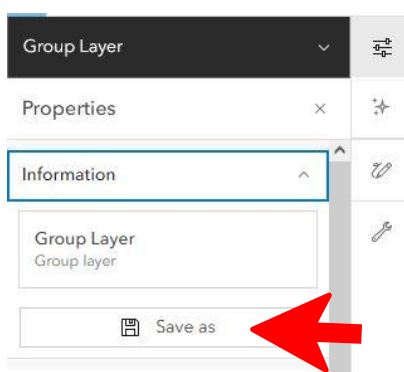 Group Layer
Properties
Information
Group Layer
Group layer
Save as